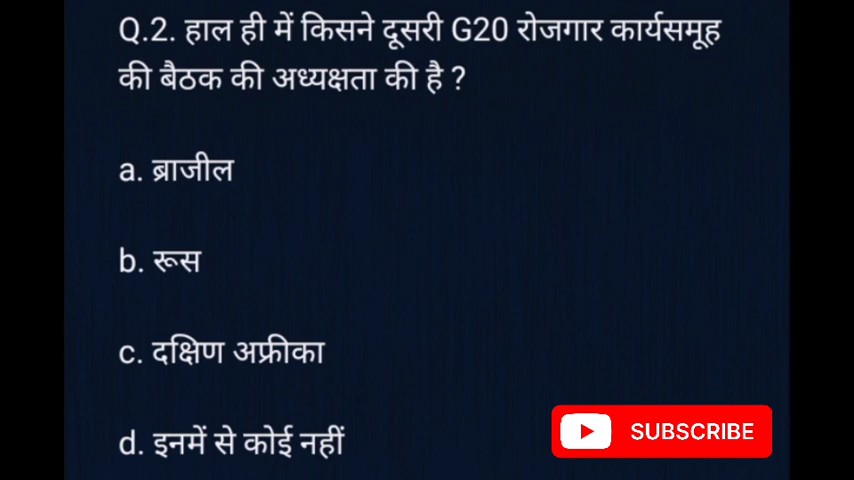 Q.2. हाल ही में किसने दूसरी G20 रोजगार कार्यसमूह
की बैठक की अध्यक्षता की है ?
a. ब्राजील
b. रूस
c. दक्षिण अफ्रीका
d. इनमें से कोई नहीं
SUBSCRIBE